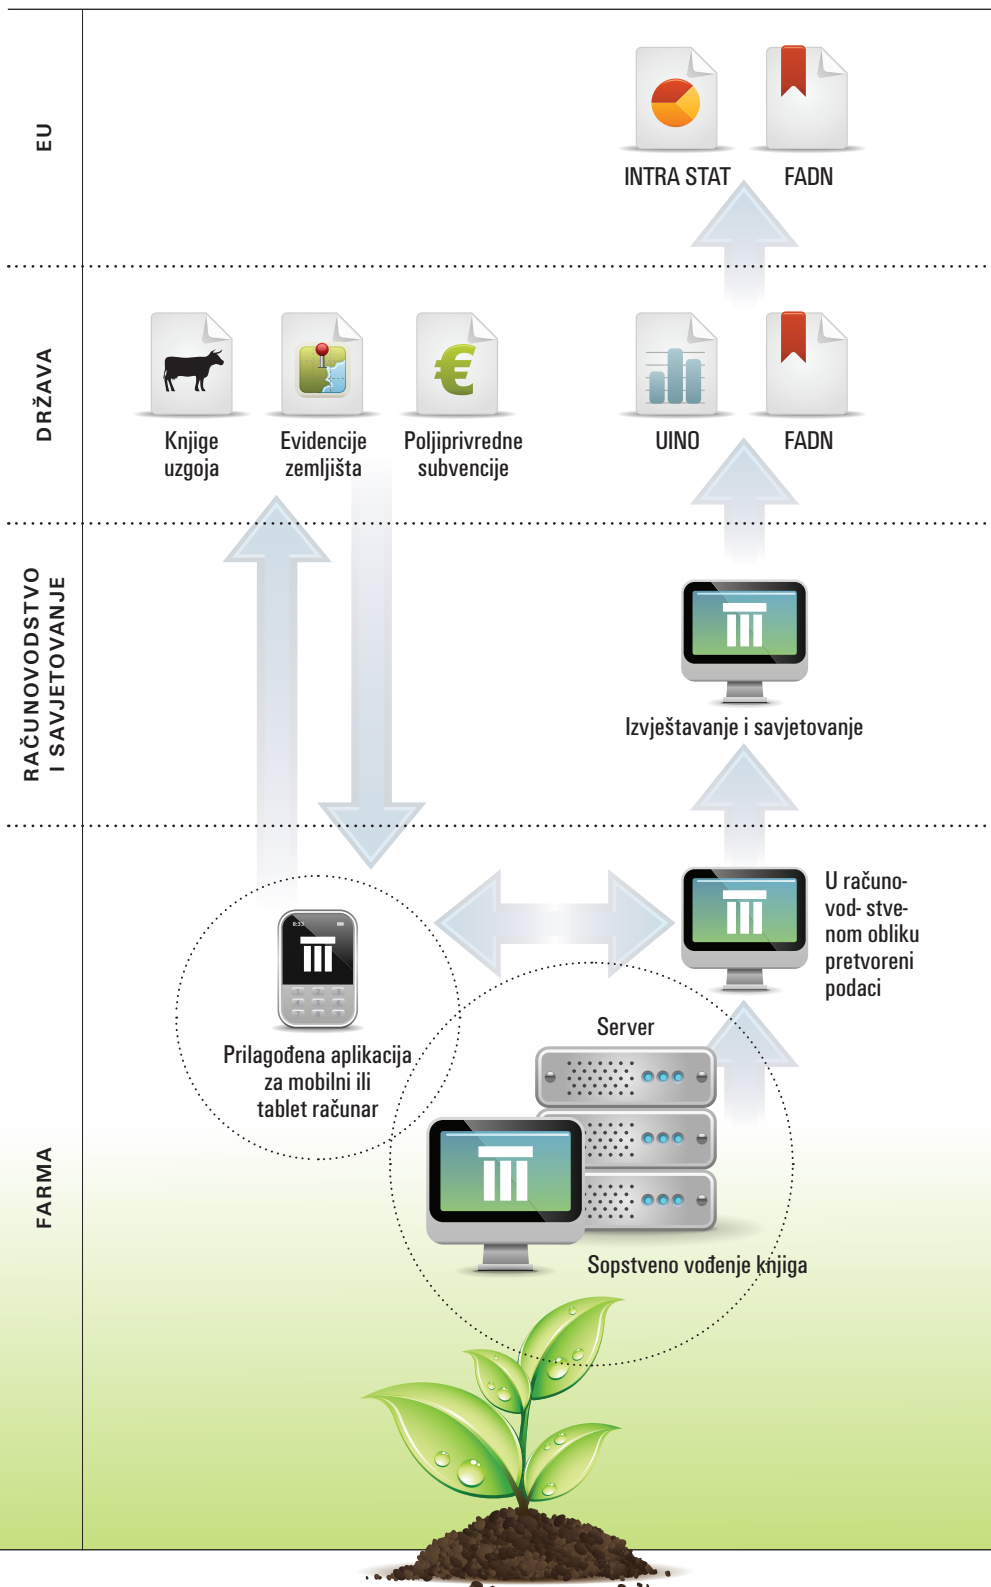 EU
INTRA STAT
FADN
DRŽAVA
Knjige
uzgoja
Evidencije
zemljišta
Poljiprivredne
subvencije
UINO
FADN
RAČUNOVODSTVO
I SAVJETOVANJE
Izvještavanje i savjetovanje
FARMA
U računo-
vod- stve-
nom obliku
pretvoreni
podaci
Prilagođena aplikacija
za mobilni ili
tablet računar
Server
Sopstveno vođenje knjiga